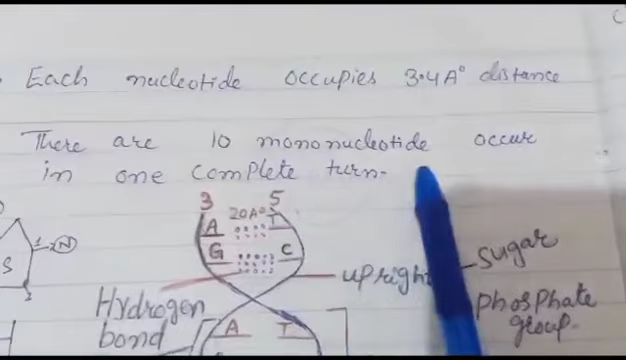 Each nucleotide occupies 3.4A° distance
There are 10 mononucleotide occur
in one complete turn.
3 5
20A°
A T
G C
N
S
upright
sugar
phosphate
group.
Hydrogen
bond
A T